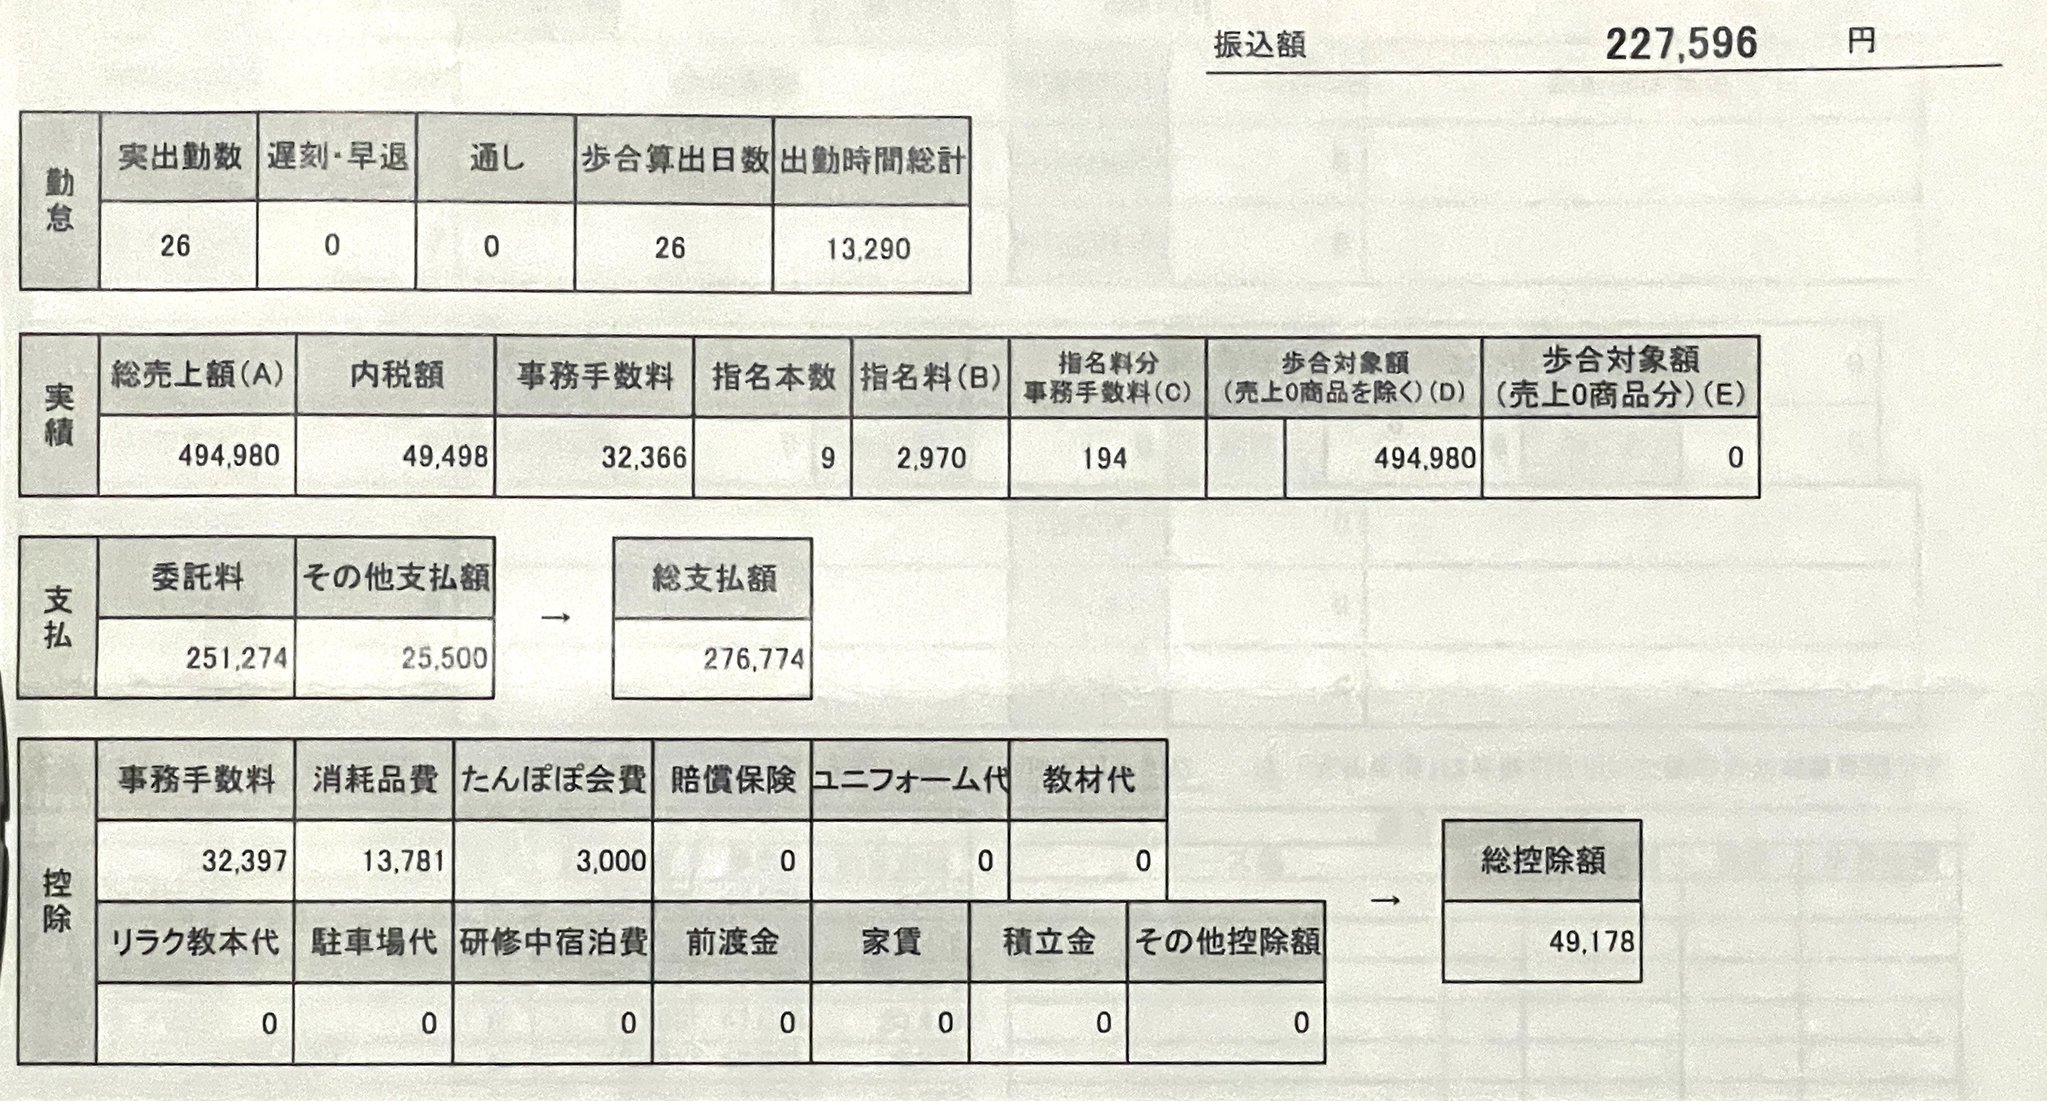 振込額 227,596 円
勤怠
実出勤数 遅刻・早退 通し 歩合算出日数 出勤時間総計
26 0 0 26 13,290
実績
総売上額(A) 内税額 事務手数料 指名本数 指名料(B) 指名料分事務手数料(C) 歩合対象額(売上0商品を除く)(D) 歩合対象額(売上0商品分)(E)
494,980 49,498 32,366 9 2,970 194 494,980 0
支払
委託料 その他支払額 → 総支払額
251,274 25,500 276,774
控除
事務手数料 消耗品費 たんぽぽ会費 賠償保険 ユニフォーム代 教材代
32,397 13,781 3,000 0 0 0
リラク教本代 駐車場代 研修中宿泊費 前渡金 家賃 積立金 その他控除額
0 0 0 0 0 0 0
→ 総控除額
49,178